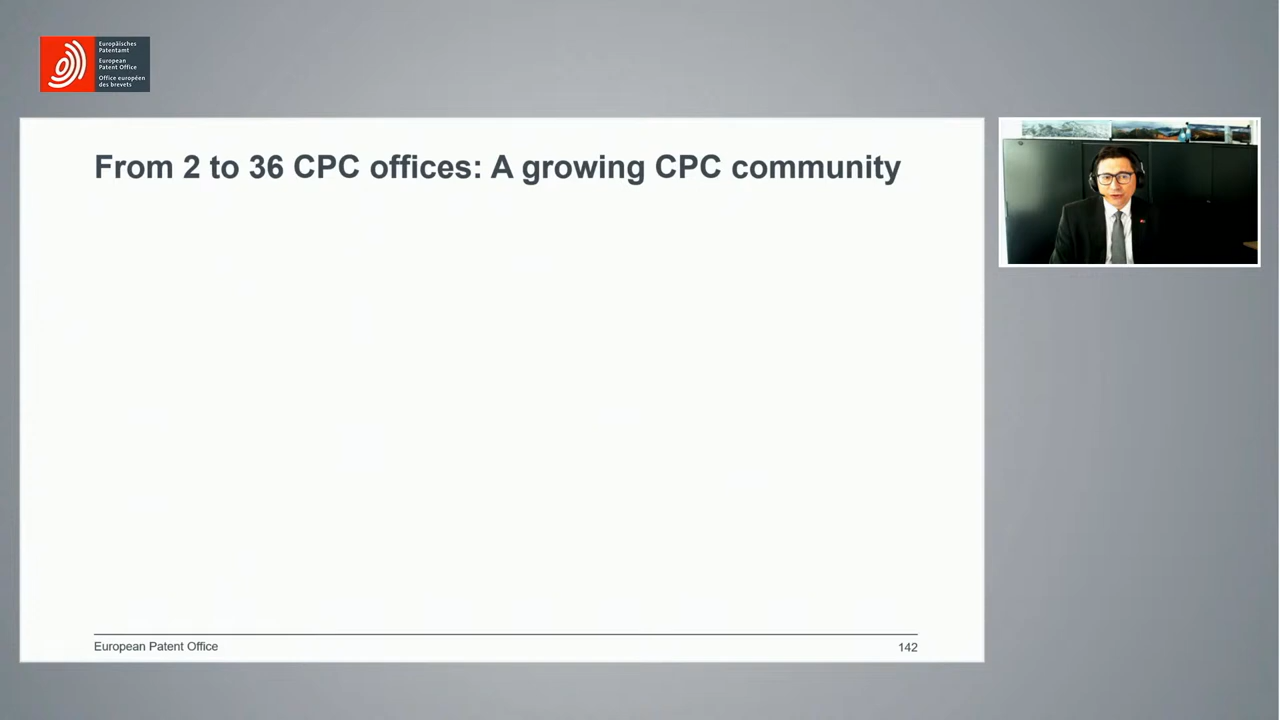 Europäisches
Patentamt
European
Patent Office
Office européen
des brevets
From 2 to 36 CPC offices: A growing CPC community
European Patent Office
142